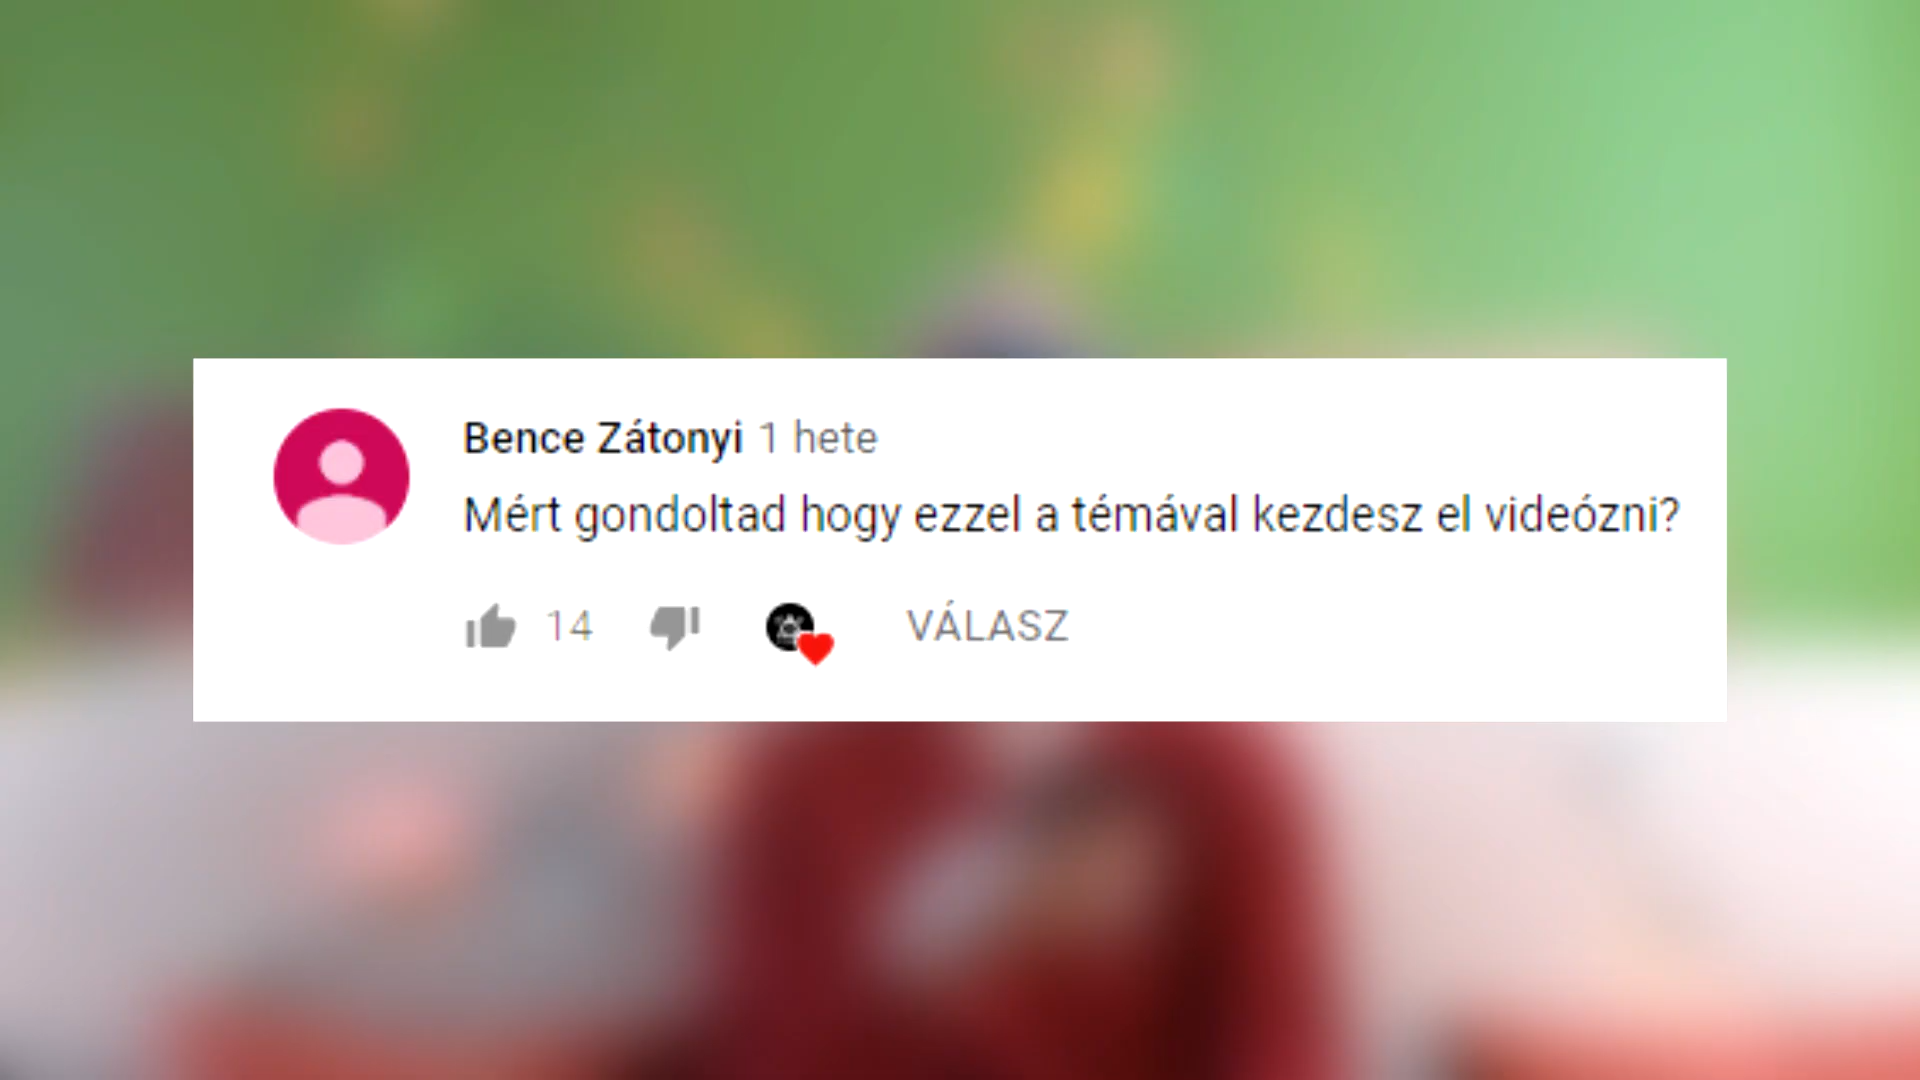 Bence Zátonyi 1 hete
Mért gondoltad hogy ezzel a témával kezdesz el videózni?
14 VÁLASZ